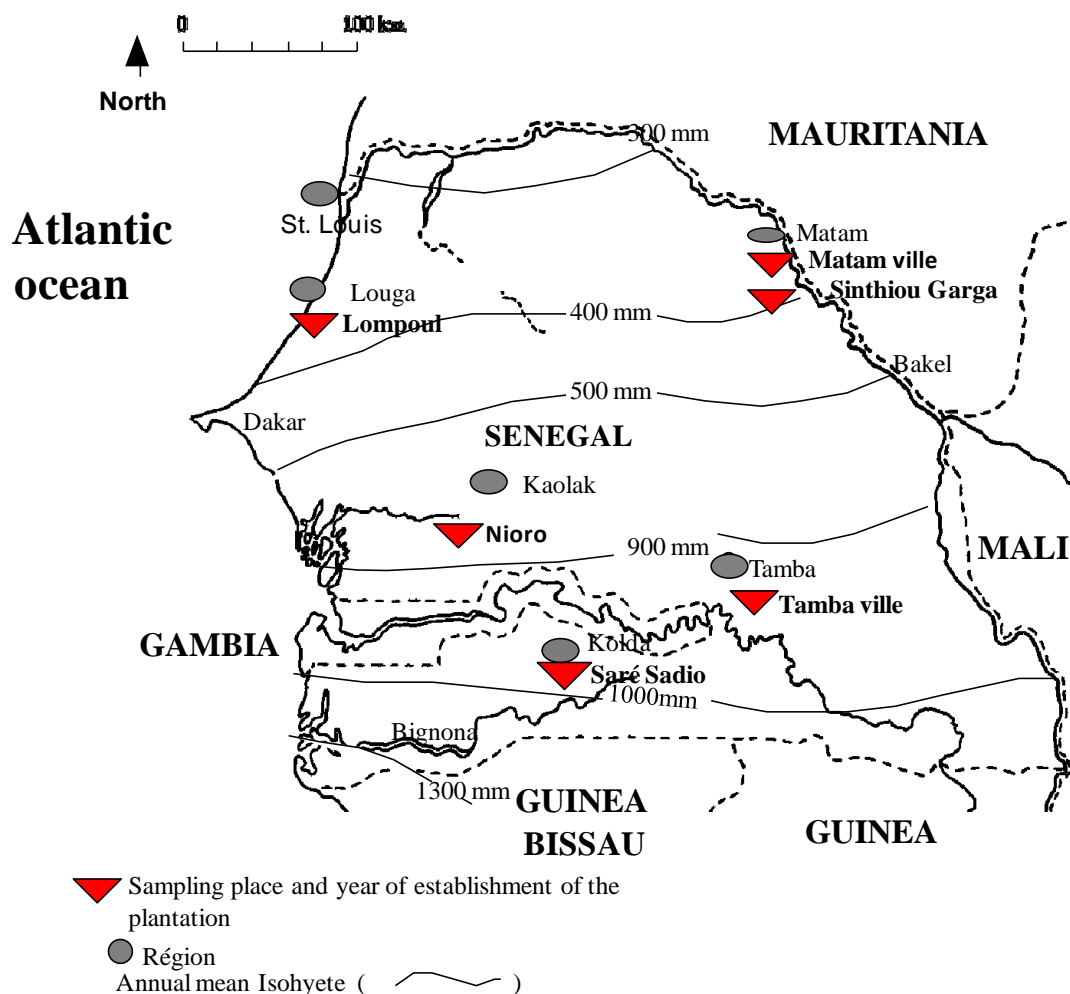 0 100 km
North
300 mm
MAURITANIA
St. Louis
Atlantic
ocean
Matam
Matam ville
Sinthiou Garga
Louga
Lompoul
400 mm
Bakel
500 mm
Dakar
SENEGAL
Kaolak
Nioro
900 mm
MALI
Tamba
Tamba ville
GAMBIA
Kolda
Saré Sadio
1000mm
Bignona
1300 mm
GUINEA
BISSAU
GUINEA
Sampling place and year of establishment of the
plantation
Région
Annual mean Isohyete ( )